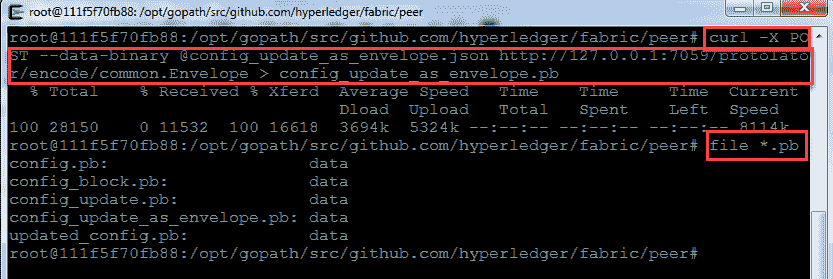 root@111f5f70fb88: /opt/gopath/src/github.com/hyperledger/fabric/peer
root@111f5f70fb88:/opt/gopath/src/github.com/hyperledger/fabric/peer# curl -X PO
ST --data-binary @config_update_as_envelope.json http://127.0.0.1:7059/protolato
r/encode/common.Envelope > config_update_as_envelope.pb
% Total % Received % Xferd Average Speed Time Time Time Current
Dload Upload Total Spent Left Speed
100 28150 0 11532 100 16618 3694k 5324k --:--:-- --:--:-- --:--:-- 8114k
root@111f5f70fb88:/opt/gopath/src/github.com/hyperledger/fabric/peer# file *.pb
config.pb: data
config_block.pb: data
config_update.pb: data
config_update_as_envelope.pb: data
updated_config.pb: data
root@111f5f70fb88:/opt/gopath/src/github.com/hyperledger/fabric/peer#